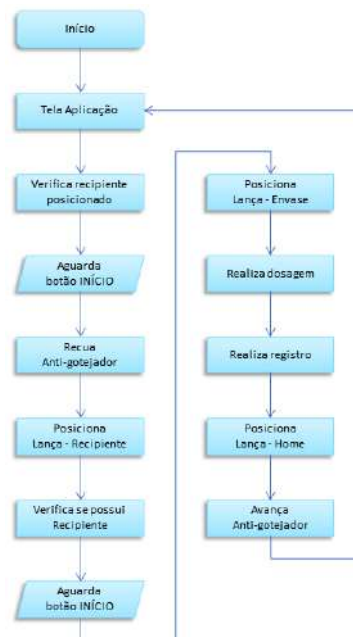 Início
Tela Aplicação
Verifica recipiente
posicionado
Aguarda
botão INÍCIO
Recua
Anti-gotejador
Posiciona
Lança - Recipiente
Verifica se possui
Recipiente
Aguarda
botão INÍCIO
Posiciona
Lança - Envase
Realiza dosagem
Realiza registro
Posiciona
Lança - Home
Avança
Anti-gotejador